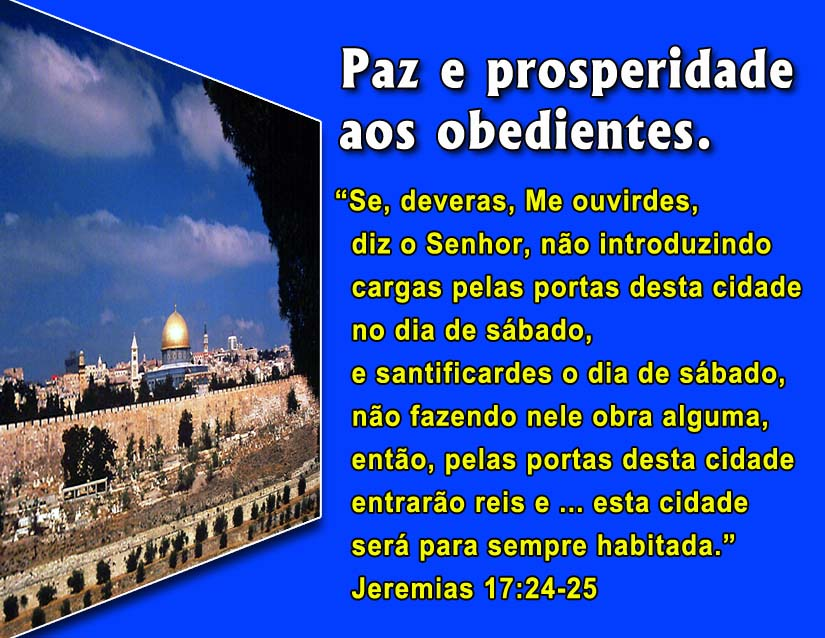 Paz e prosperidade
aos obedientes.
“Se, deveras, Me ouvirdes,
diz o Senhor, não introduzindo
cargas pelas portas desta cidade
no dia de sábado,
e santificardes o dia de sábado,
não fazendo nele obra alguma,
então, pelas portas desta cidade
entrarão reis e ... esta cidade
será para sempre habitada.”
Jeremias 17:24-25